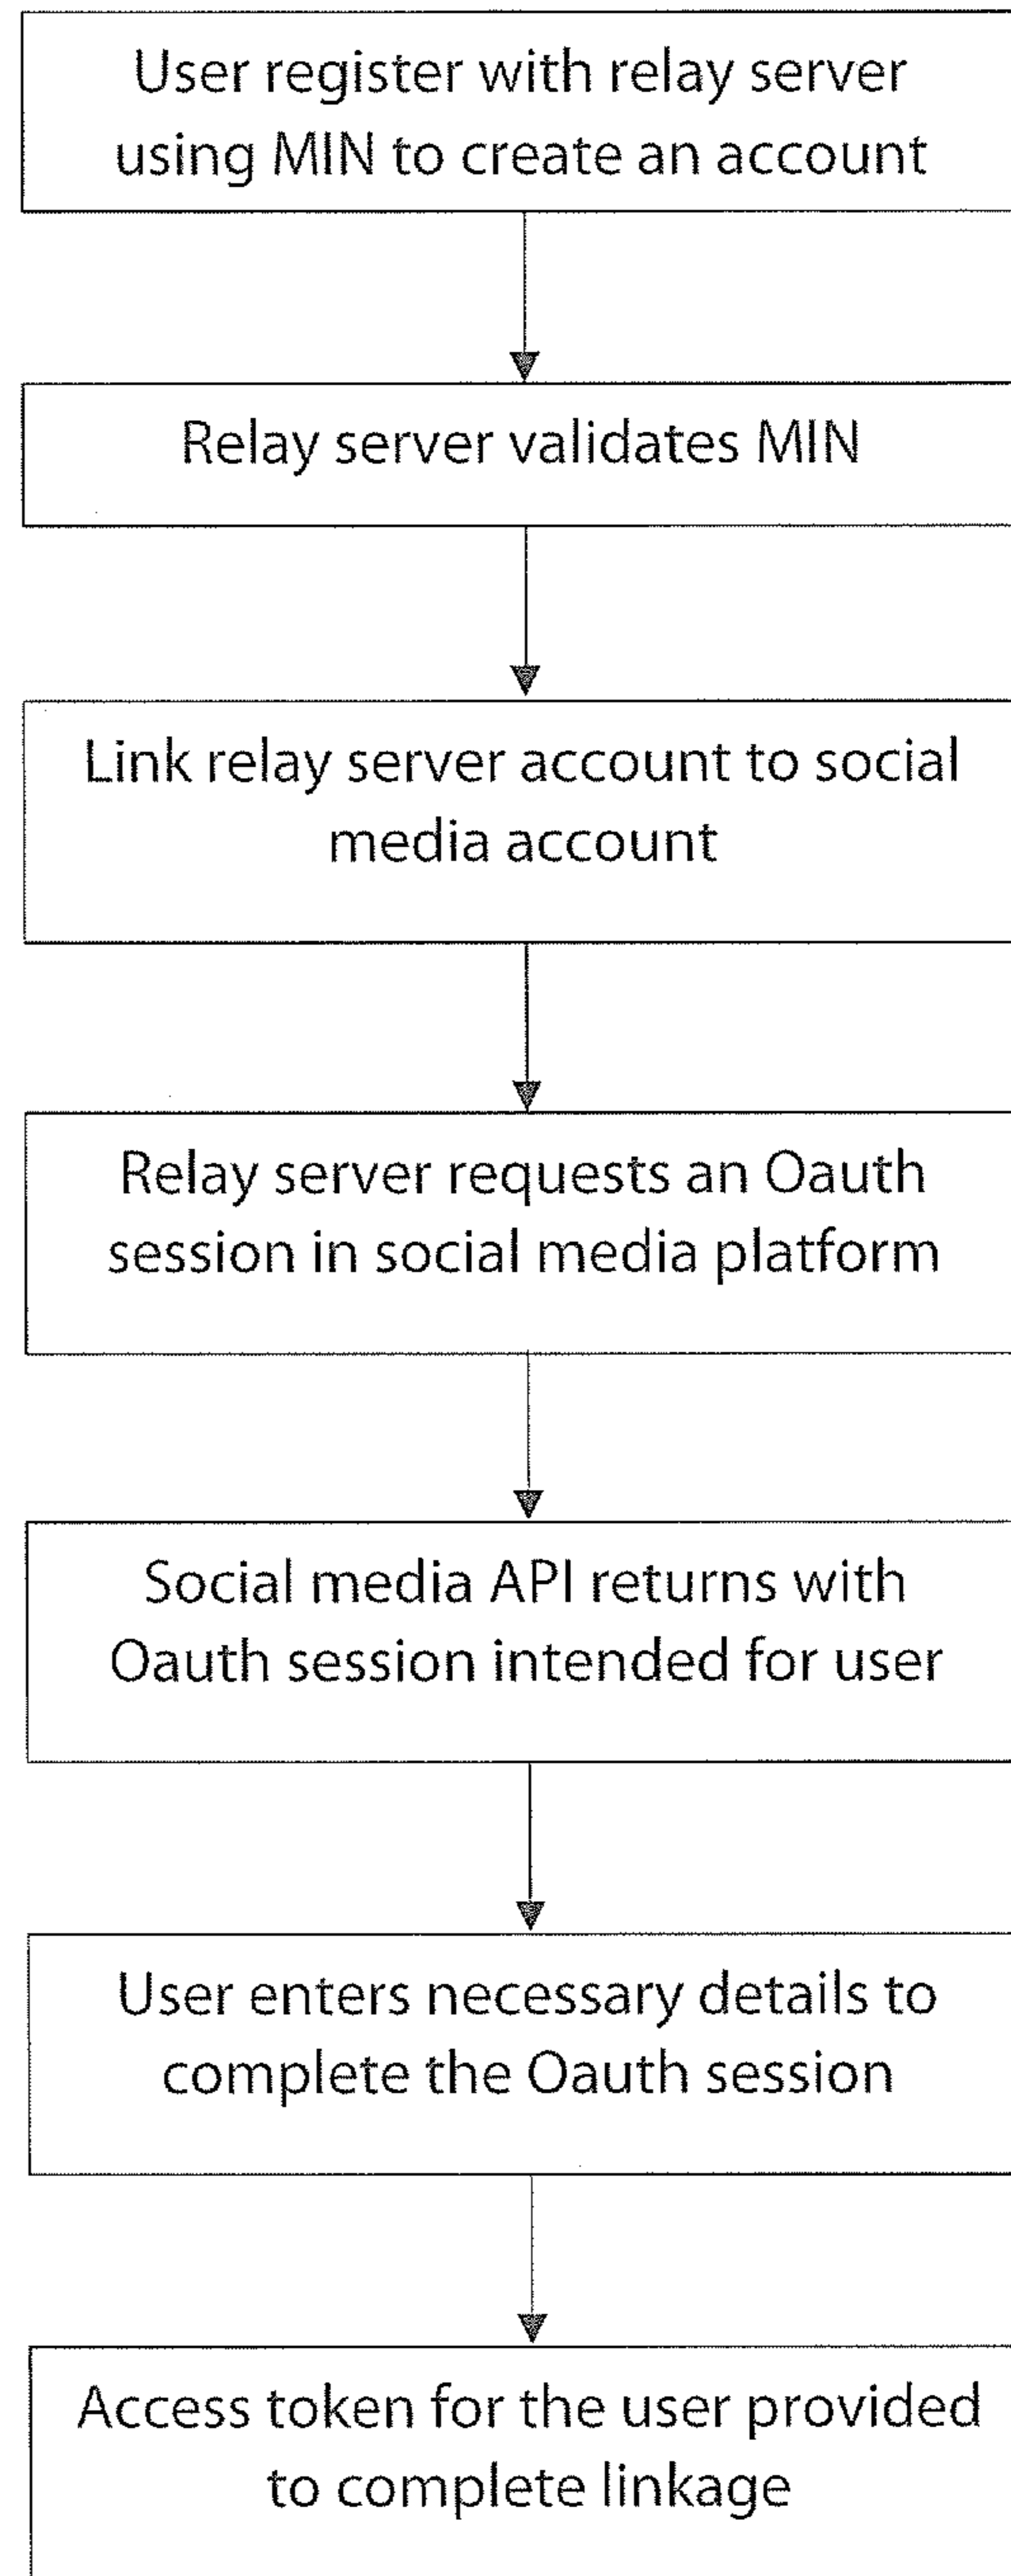 User register with relay server
using MIN to create an account
Relay server validates MIN
Link relay server account to social
media account
Relay server requests an Oauth
session in social media platform
Social media API returns with
Oauth session intended for user
User enters necessary details to
complete the Oauth session
Access token for the user provided
to complete linkage